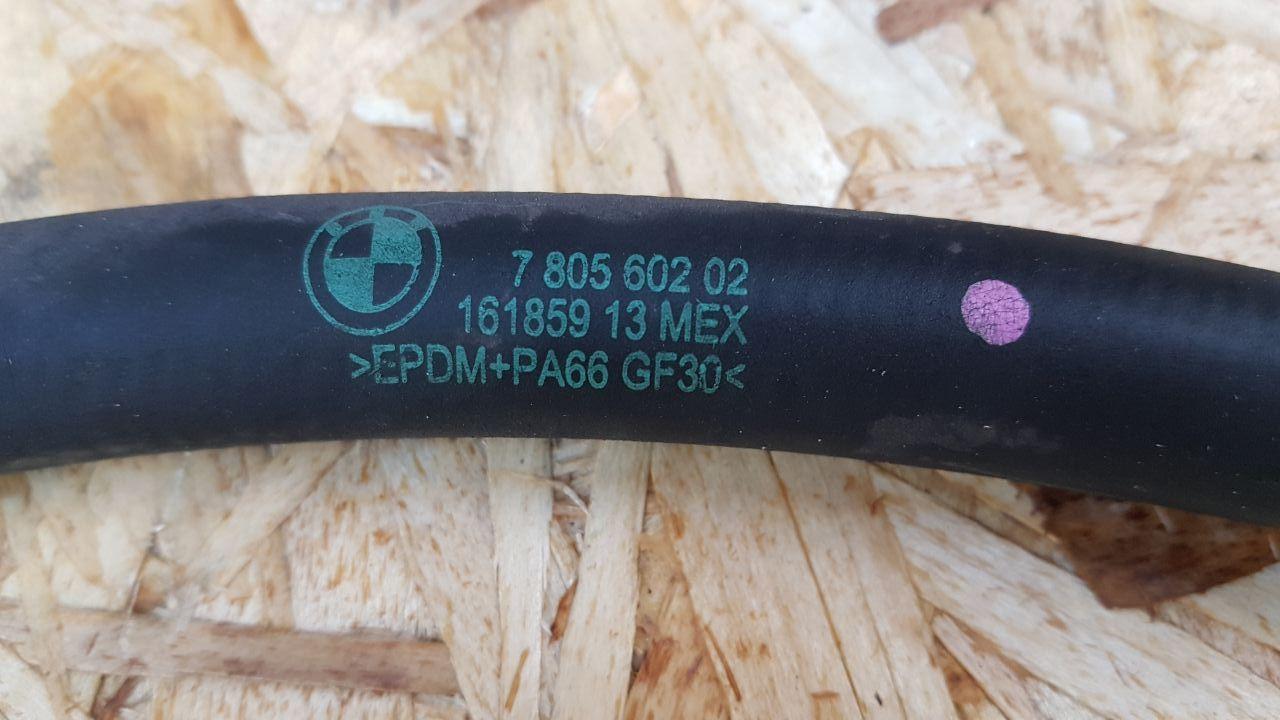 7 805 602 02
161859 13 MEX
>EPDM+PA66 GF30<